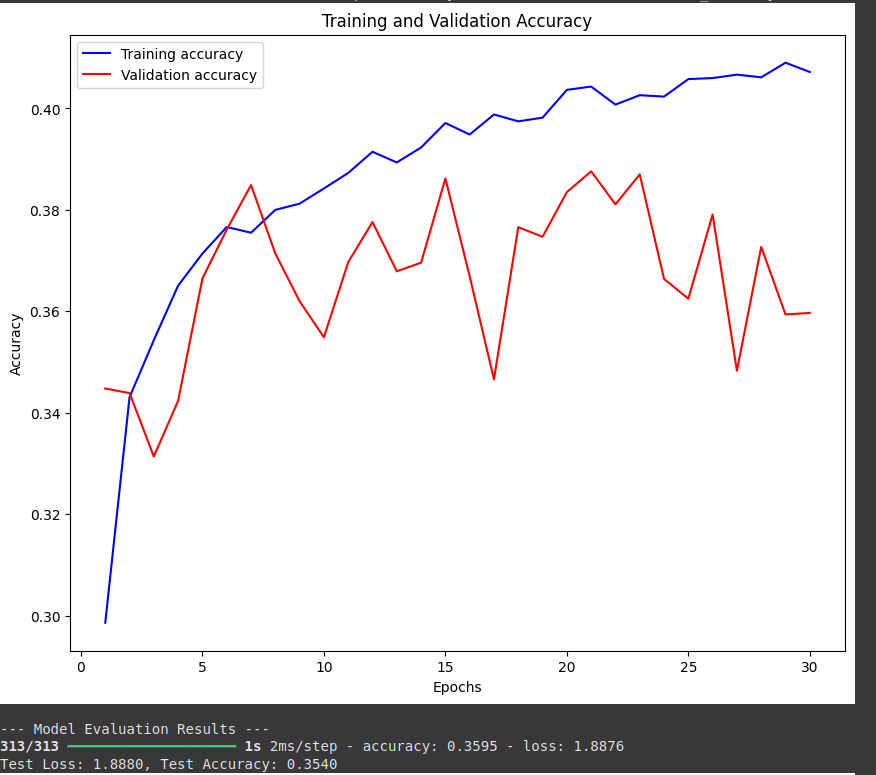 Training and Validation Accuracy
Training accuracy
Validation accuracy
0.40
0.38
0.36
0.34
0.32
0.30
Accuracy
0 5 10 15 20 25 30
Epochs
--- Model Evaluation Results ---
313/313 ━━━━━━━━━━━━━━━━━━━━ 1s 2ms/step - accuracy: 0.3595 - loss: 1.8876
Test Loss: 1.8880, Test Accuracy: 0.3540